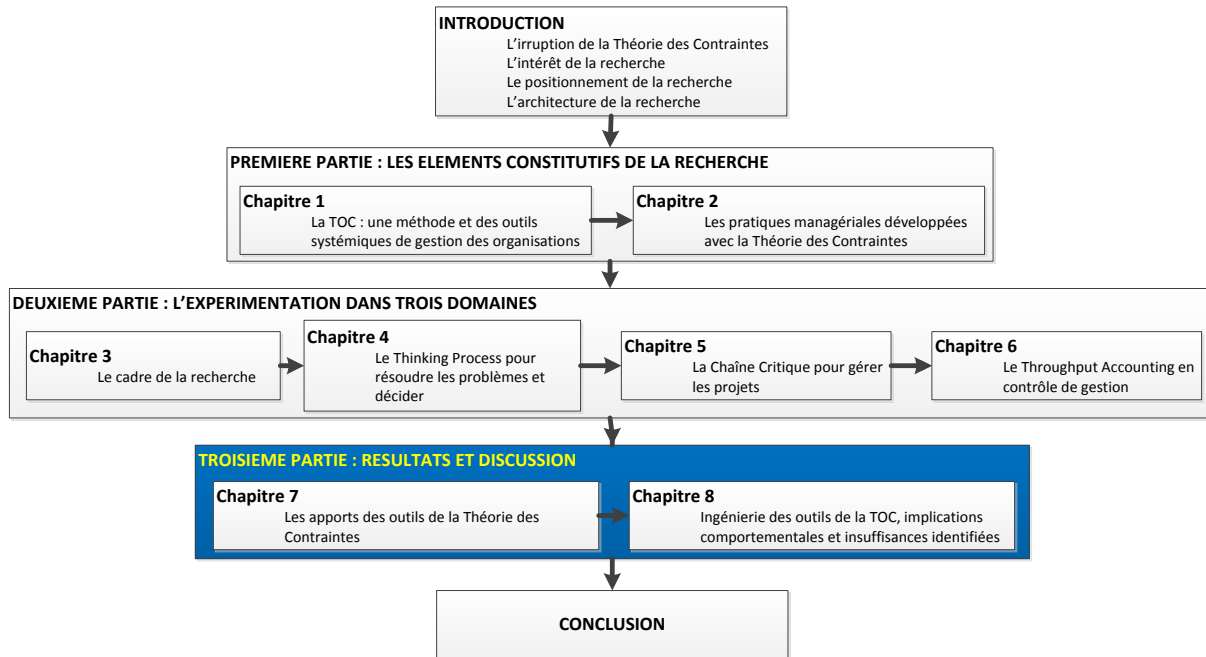 INTRODUCTION
L'irruption de la Théorie des Contraintes
L'intérêt de la recherche
Le positionnement de la recherche
L'architecture de la recherche
PREMIERE PARTIE : LES ELEMENTS CONSTITUTIFS DE LA RECHERCHE
Chapitre 1
La TOC : une méthode et des outils
systémiques de gestion des organisations
Chapitre 2
Les pratiques managériales développées
avec la Théorie des Contraintes
DEUXIEME PARTIE : L'EXPERIMENTATION DANS TROIS DOMAINES
Chapitre 3
Le cadre de la recherche
Chapitre 4
Le Thinking Process pour
résoudre les problèmes et
décider
Chapitre 5
La Chaîne Critique pour gérer
les projets
Chapitre 6
Le Throughput Accounting en
contrôle de gestion
TROISIEME PARTIE : RESULTATS ET DISCUSSION
Chapitre 7
Les apports des outils de la Théorie des
Contraintes
Chapitre 8
Ingénierie des outils de la TOC, implications
comportementales et insuffisances identifiées
CONCLUSION